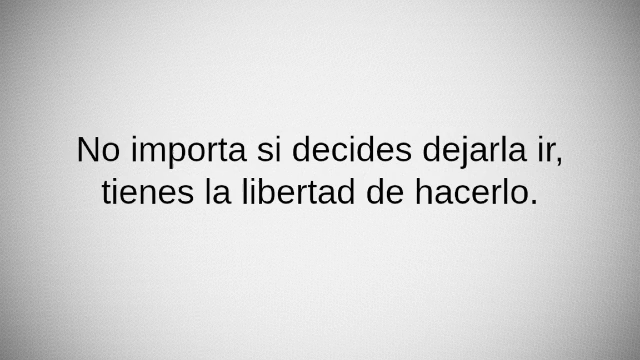 No importa si decides dejarla ir,
tienes la libertad de hacerlo.